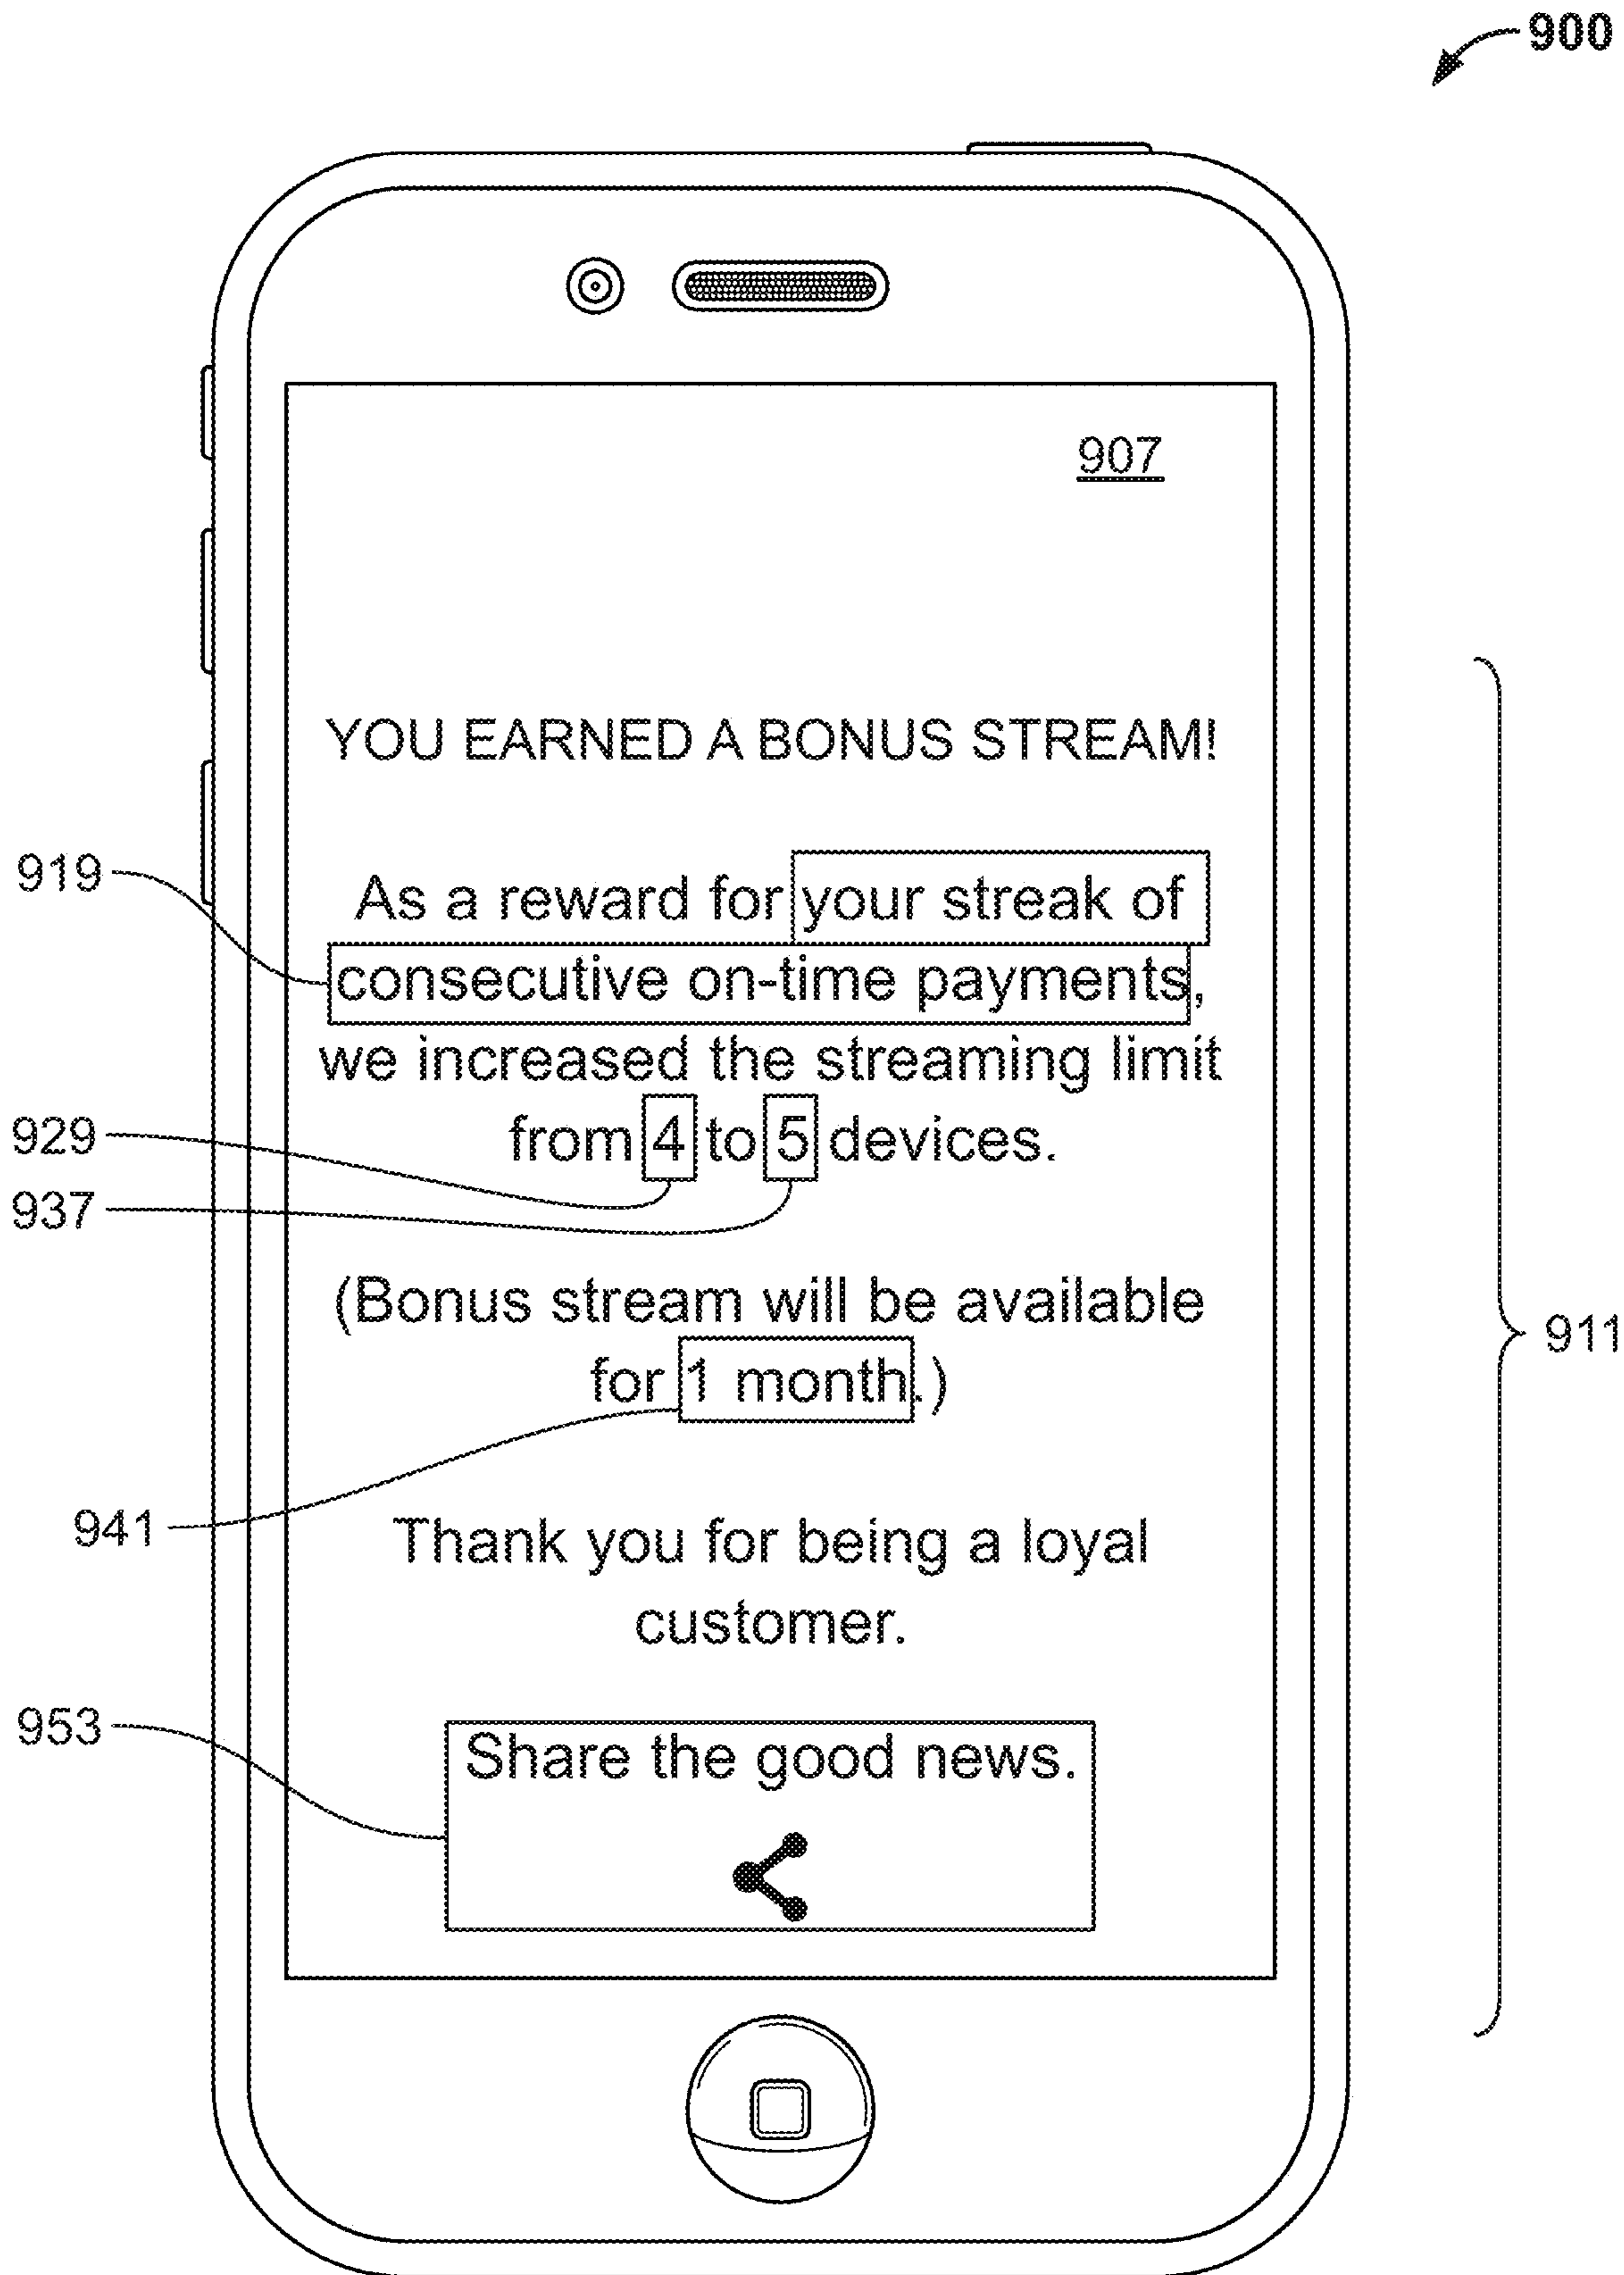 900
907
YOU EARNED A BONUS STREAM!
919
As a reward for your streak of
consecutive on-time payments,
we increased the streaming limit
929
from 4 to 5 devices.
937
(Bonus stream will be available
911
for 1 month.)
941
Thank you for being a loyal
customer.
953
Share the good news.